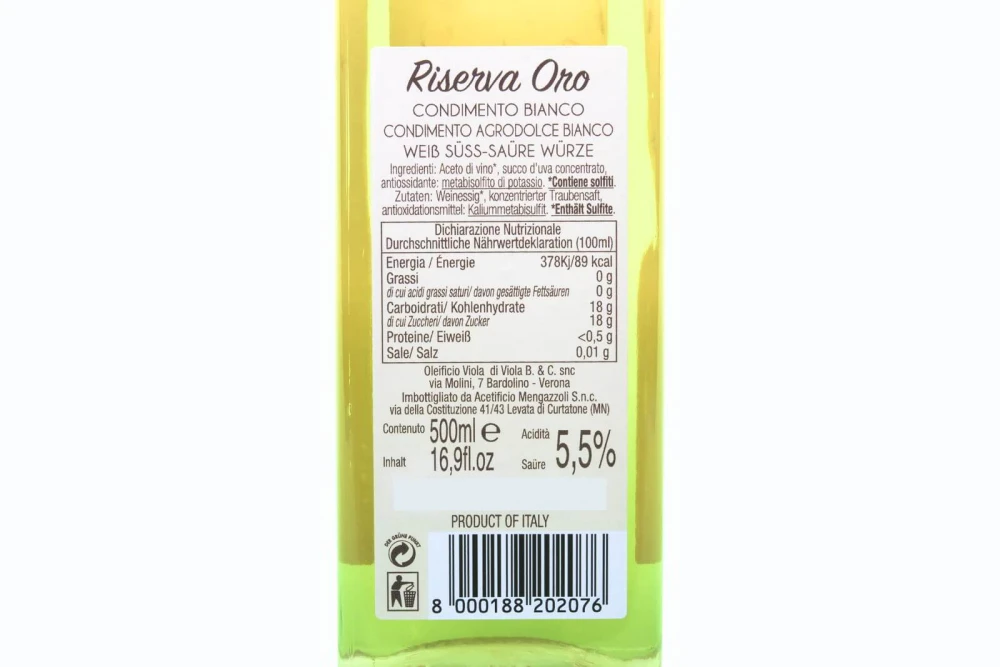 Riserva Oro
CONDIMENTO BIANCO
CONDIMENTO AGRODOLCE BIANCO
WEIß SÜSS-SAÜRE WÜRZE
Ingredienti: Aceto di vino*, succo d'uva concentrato,
antiossidante: metabisolfito di potassio. *Contiene solfiti.
Zutaten: Weinessig*, konzentrierter Traubensaft,
antioxidationsmittel: Kaliummetabisulfit. *Enthält Sulfite.
Dichiarazione Nutrizionale
Durchschnittliche Nährwertdeklaration (100ml)
Energia / Énergie 378Kj/89 kcal
Grassi 0 g
di cui acidi grassi saturi/ davon gesättigte Fettsäuren 0 g
Carboidrati/ Kohlenhydrate 18 g
di cui Zuccheri/ davon Zucker 18 g
Proteine/ Eiweiß <0,5 g
Sale/ Salz 0,01 g
Oleificio Viola di Viola B. & C. snc
via Molini, 7 Bardolino - Verona
Imbottigliato da Acetificio Mengazzoli S.n.c.
via della Costituzione 41/43 Levata di Curtatone (MN)
Contenuto 500ml e Acidità
Inhalt 16,9fl.oz Saüre 5,5%
PRODUCT OF ITALY
DER GRÜNE PUNKT
8 000188 202076